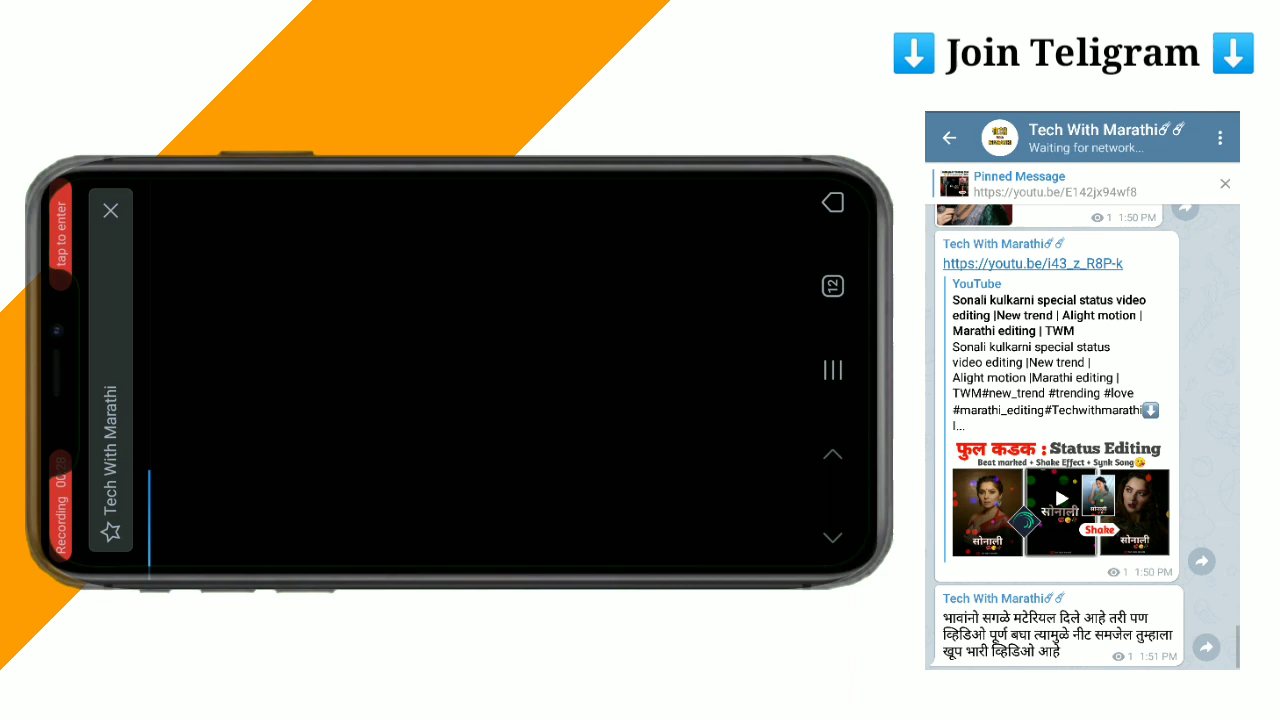 ⬇️ Join Teligram ⬇️
tap to enter
Recording 00:28
Tech With Marathi
12
Tech With Marathi
Waiting for network...
Pinned Message
https://youtu.be/E142jx94wf8
1 1:50 PM
Tech With Marathi
https://youtu.be/i43_z_R8P-k
YouTube
Sonali kulkarni special status video
editing |New trend | Alight motion |
Marathi editing | TWM
Sonali kulkarni special status
video editing |New trend |
Alight motion |Marathi editing |
TWM#new_trend #trending #love
#marathi_editing#Techwithmarathi⬇️
I...
फुल कडक : Status Editing
Beat marked + Shake Effect + Synk Song😘
सोनाली
सोनाली
सोनाली
Shake
सोनाली
1 1:50 PM
Tech With Marathi
भावांनो सगळे मटेरियल दिले आहे तरी पण
व्हिडिओ पूर्ण बघा त्यामुळे नीट समजेल तुम्हाला
खूप भारी व्हिडिओ आहे
1 1:51 PM